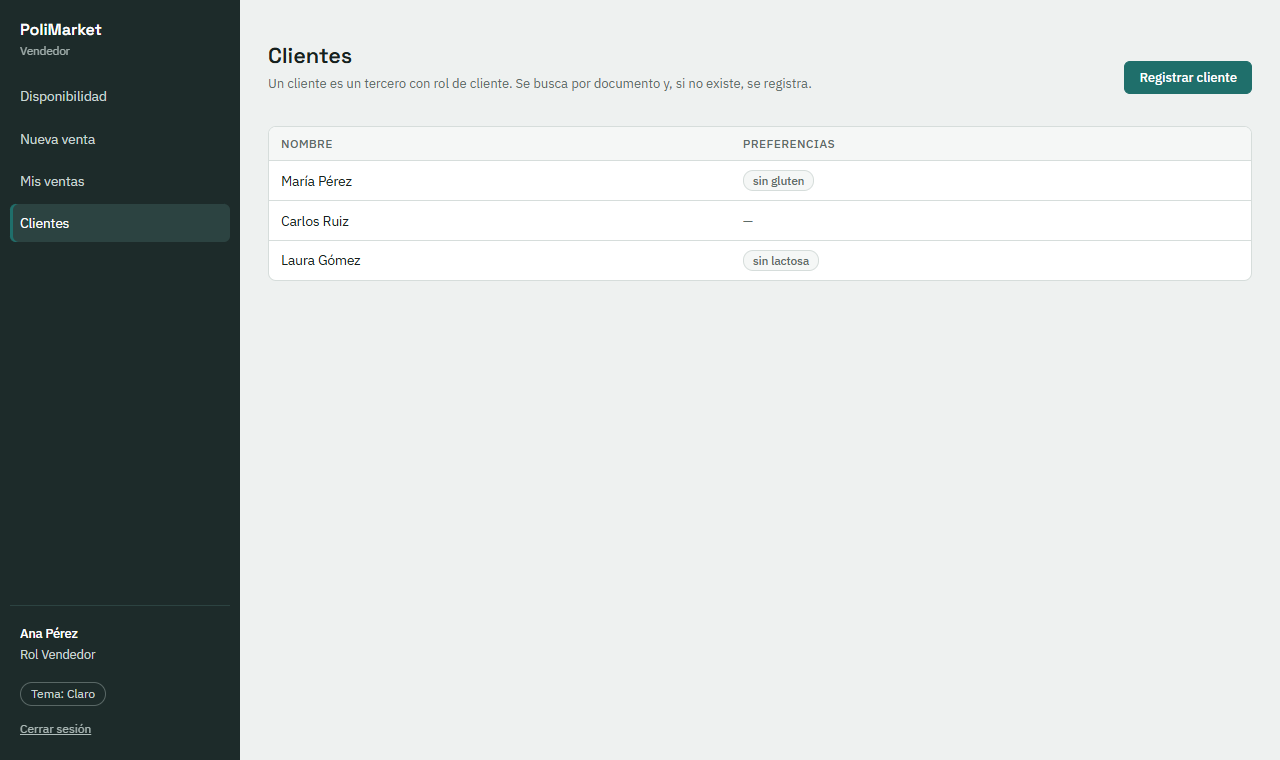 PoliMarket
Vendedor
Disponibilidad
Nueva venta
Mis ventas
Clientes
Ana Pérez
Rol Vendedor
Tema: Claro
Cerrar sesión
Clientes
Un cliente es un tercero con rol de cliente. Se busca por documento y, si no existe, se registra.
Registrar cliente
NOMBRE PREFERENCIAS
María Pérez sin gluten
Carlos Ruiz —
Laura Gómez sin lactosa